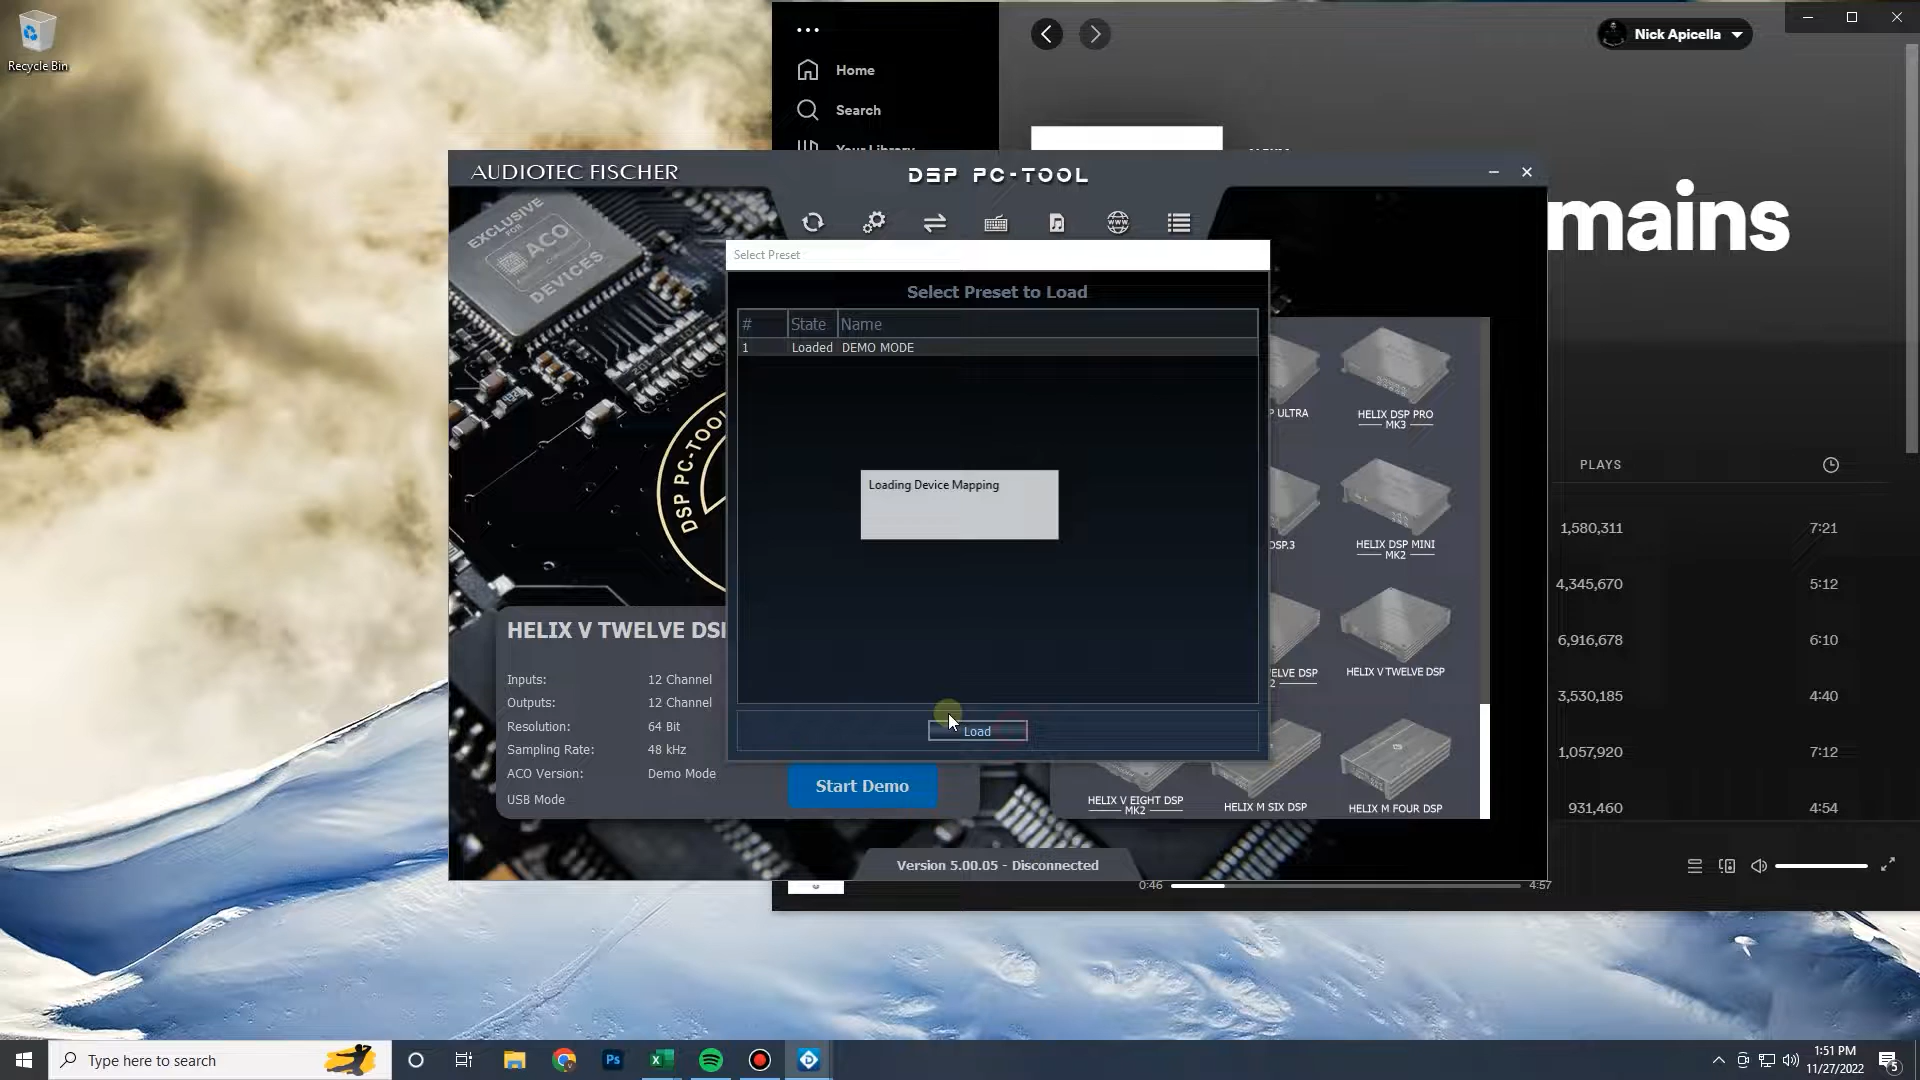 Recycle Bin
Home
Search
Your Library
Nick Apicella
mains
PLAYS
1,580,311 7:21
4,345,670 5:12
6,916,678 6:10
3,530,185 4:40
1,057,920 7:12
931,460 4:54
0:46 4:57
AUDIOTEC FISCHER
DSP PC-TOOL
WWW
EXCLUSIVE
FOR
ACO
DEVICES
DSP PC-TOOL
Select Preset
Select Preset to Load
# State Name
1 Loaded DEMO MODE
Loading Device Mapping
Load
P ULTRA
HELIX DSP PRO
MK3
DSP.3
HELIX DSP MINI
MK2
ELVE DSP
2
HELIX V TWELVE DSP
HELIX V EIGHT DSP
MK2
HELIX M SIX DSP
HELIX M FOUR DSP
HELIX V TWELVE DSP
Inputs: 12 Channel
Outputs: 12 Channel
Resolution: 64 Bit
Sampling Rate: 48 kHz
ACO Version: Demo Mode
USB Mode
Start Demo
Version 5.00.05 - Disconnected
Type here to search
Ps
1:51 PM
11/27/2022
5